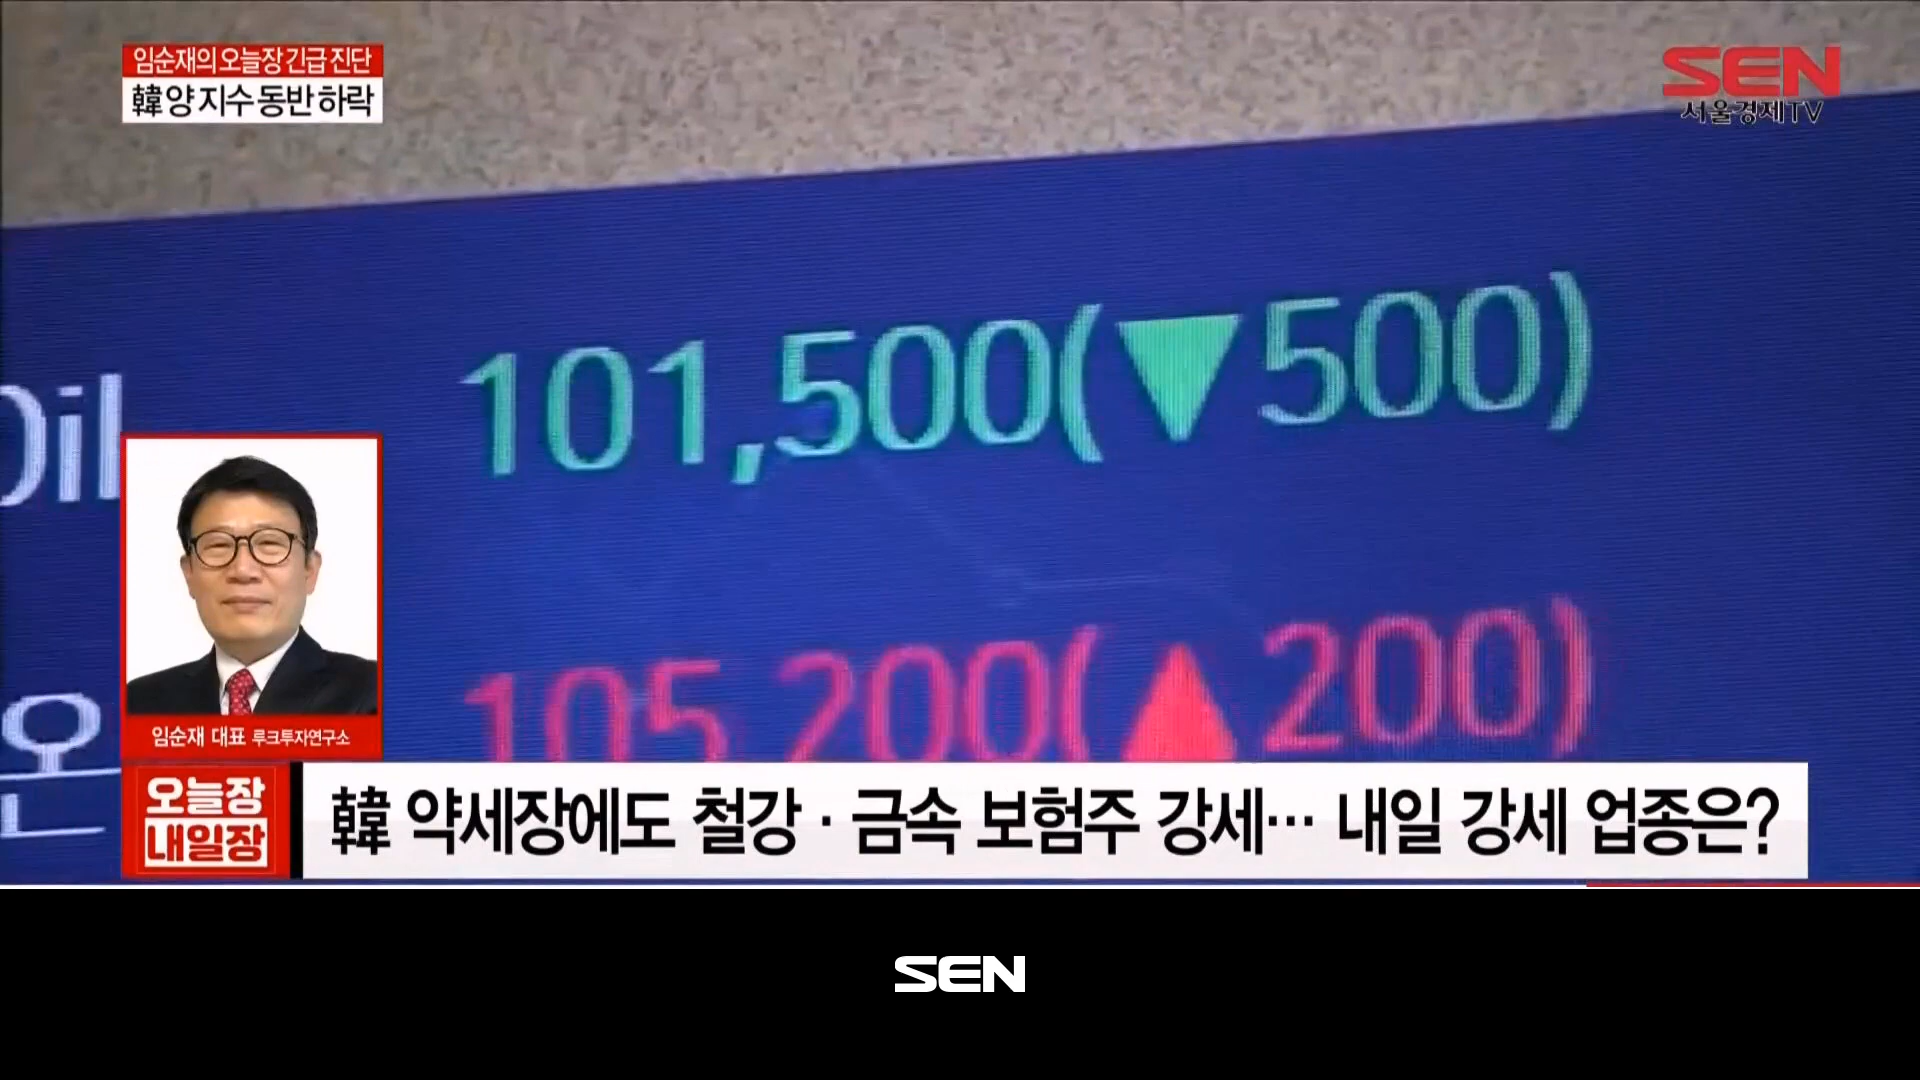 임순재의 오늘장 긴급 진단
韓 양 지수 동반 하락
SEN
서울경제TV
Oil 101,500(▼500)
105,200(▲200)
온
임순재 대표 루크투자연구소
오늘장
내일장
韓 약세장에도 철강·금속 보험주 강세… 내일 강세 업종은?
SEN